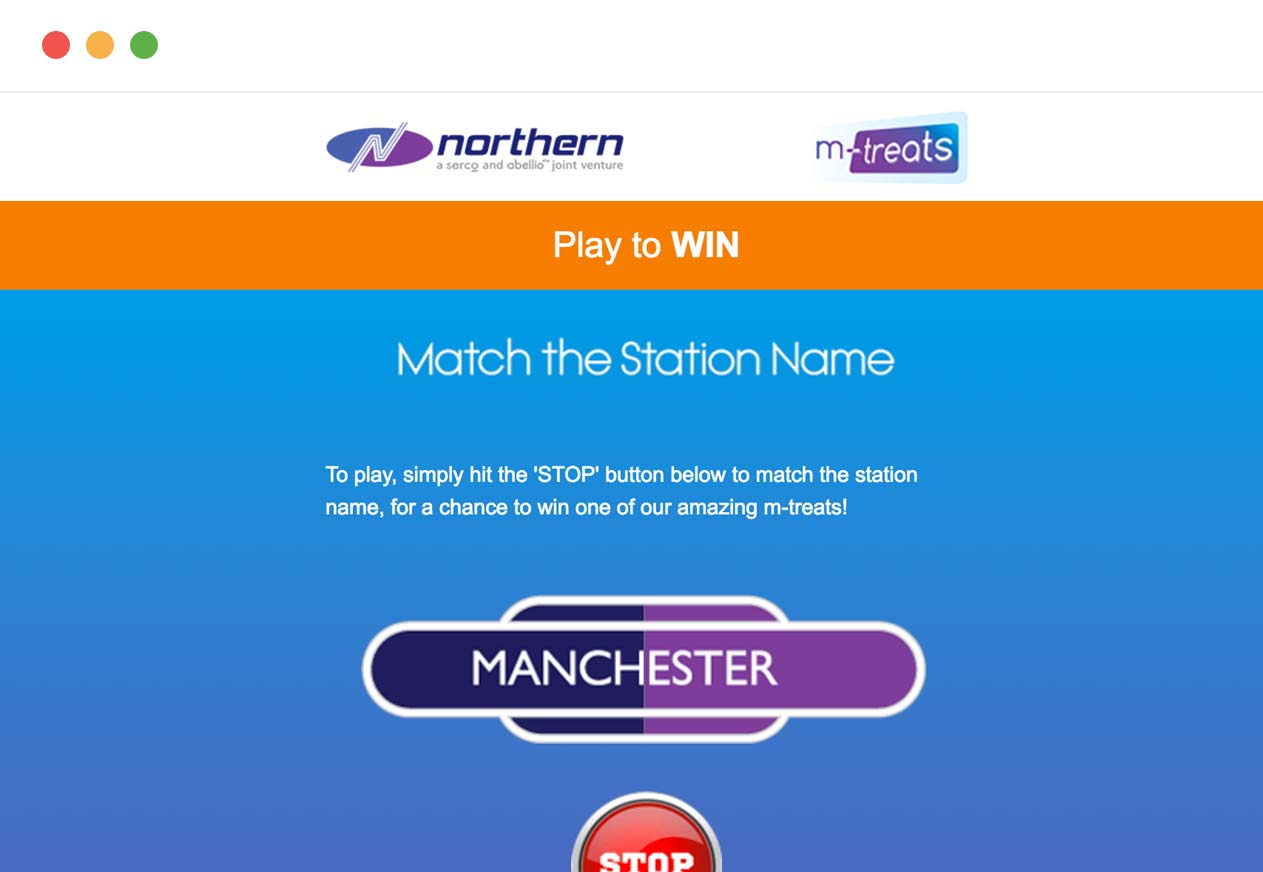 northern
a serco and abellio™ joint venture
m-treats
Play to WIN
Match the Station Name
To play, simply hit the 'STOP' button below to match the station
name, for a chance to win one of our amazing m-treats!
MANCHESTER
STOP